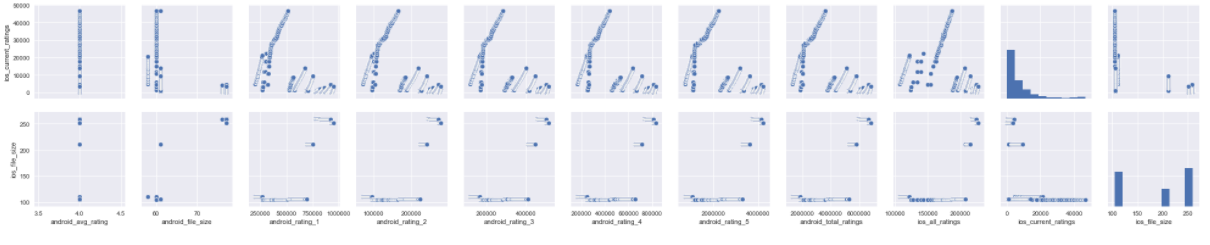 50000
40000
30000
20000
10000
0
ios_current_ratings
250
200
150
100
ios_file_size
3.5 4.0 4.5
60 70
250000 500000 750000 1000000
1000000 2000000
200000 400000
200000 400000 600000 800000
2000000 4000000
2000000 4000000 6000000
100000 150000 200000
0 20000 40000
100 150 200 250
android_avg_rating
android_file_size
android_rating_1
android_rating_2
android_rating_3
android_rating_4
android_rating_5
android_total_ratings
ios_all_ratings
ios_current_ratings
ios_file_size